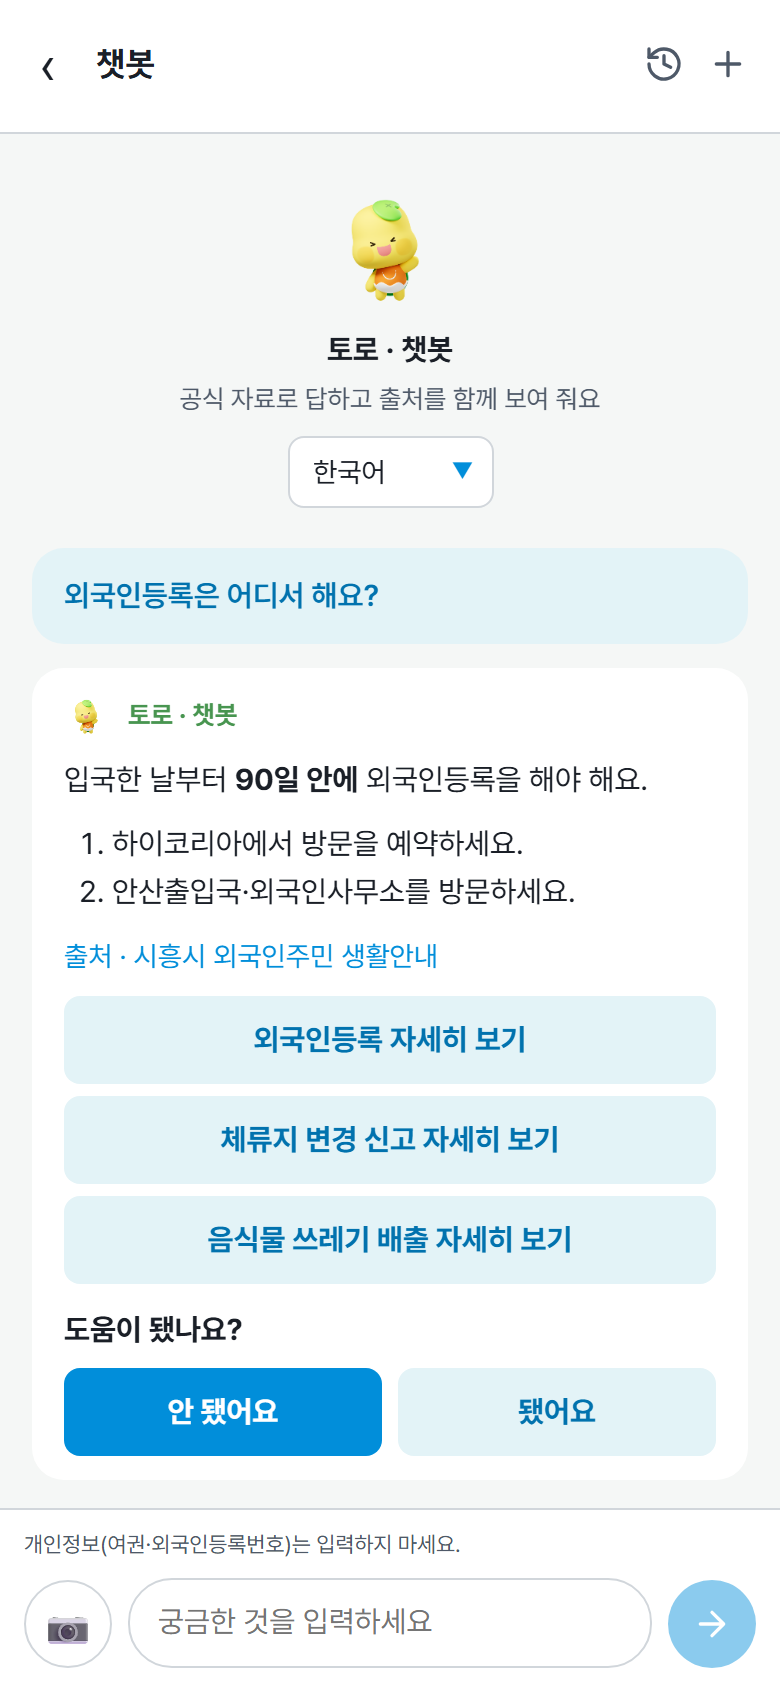 챗봇
토로 · 챗봇
공식 자료로 답하고 출처를 함께 보여 줘요
한국어
외국인등록은 어디서 해요?
토로 · 챗봇
입국한 날부터 90일 안에 외국인등록을 해야 해요.
1. 하이코리아에서 방문을 예약하세요.
2. 안산출입국·외국인사무소를 방문하세요.
출처 · 시흥시 외국인주민 생활안내
외국인등록 자세히 보기
체류지 변경 신고 자세히 보기
음식물 쓰레기 배출 자세히 보기
도움이 됐나요?
안 됐어요
됐어요
개인정보(여권·외국인등록번호)는 입력하지 마세요.
궁금한 것을 입력하세요